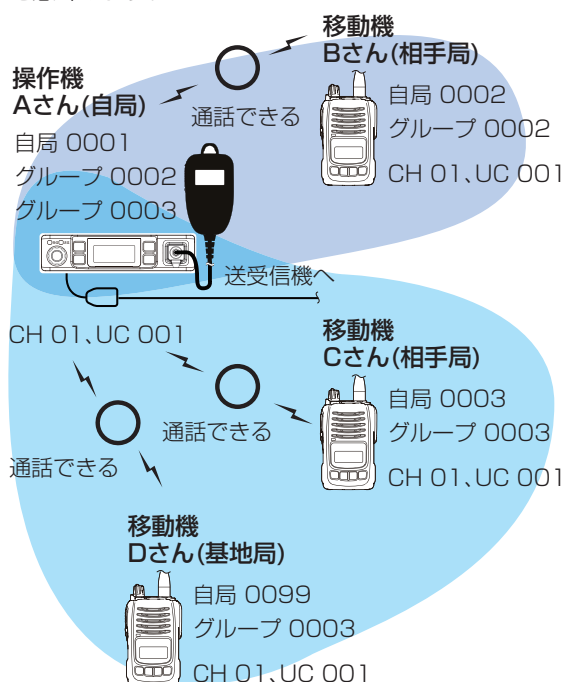 移動機
Bさん(相手局)
自局 0002
グループ 0002
CH 01、UC 001
通話できる
操作機
Aさん(自局)
自局 0001
グループ 0002
グループ 0003
送受信機へ
CH 01、UC 001
移動機
Cさん(相手局)
自局 0003
グループ 0003
CH 01、UC 001
通話できる
通話できる
移動機
Dさん(基地局)
自局 0099
グループ 0003
CH 01、UC 001